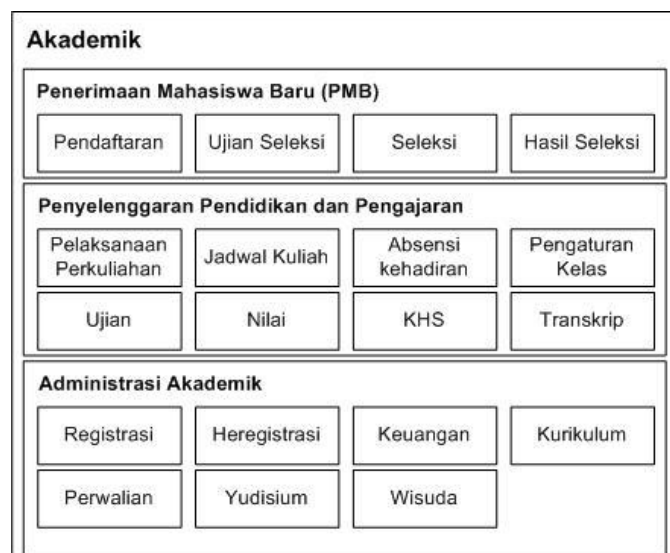 Akademik
Penerimaan Mahasiswa Baru (PMB)
Pendaftaran
Ujian Seleksi
Seleksi
Hasil Seleksi
Penyelenggaran Pendidikan dan Pengajaran
Pelaksanaan
Perkuliahan
Jadwal Kuliah
Absensi
kehadiran
Pengaturan
Kelas
Ujian
Nilai
KHS
Transkrip
Administrasi Akademik
Registrasi
Heregistrasi
Keuangan
Kurikulum
Perwalian
Yudisium
Wisuda